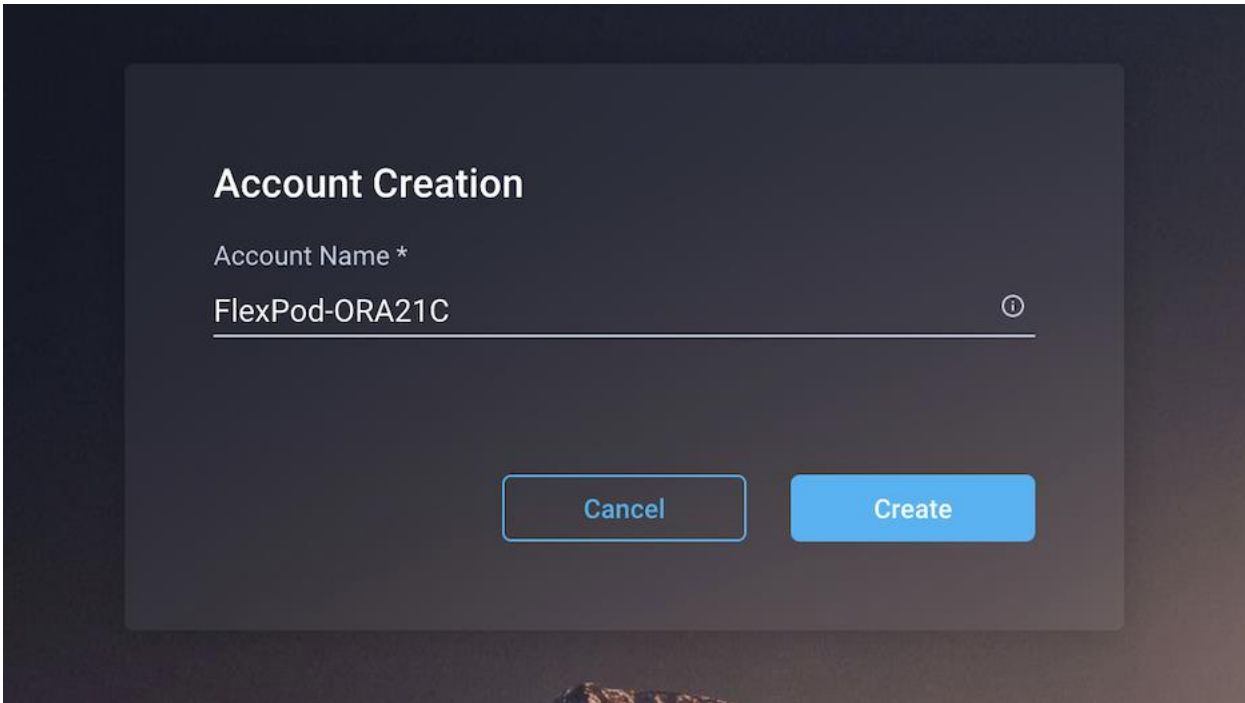 Account Creation
Account Name *
FlexPod-ORA21C
Cancel
Create